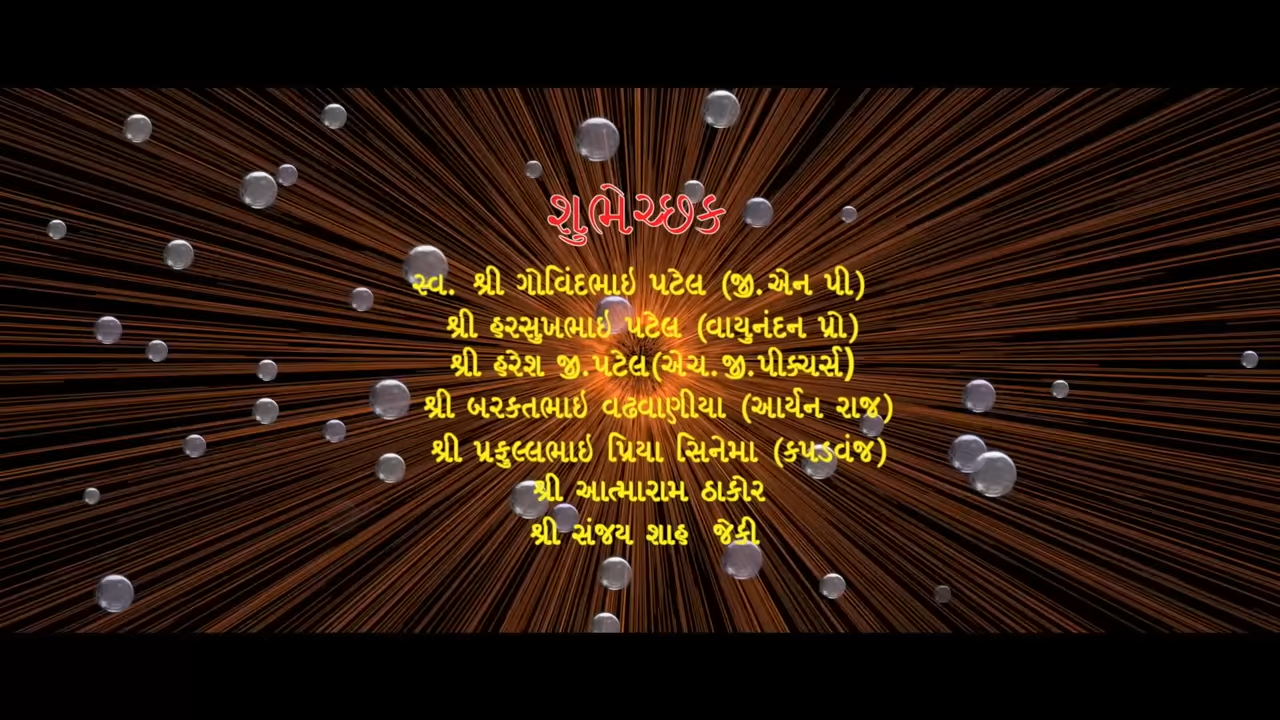 શુભેચ્છક
સ્વ. શ્રી ગોવિંદભાઇ પટેલ (જી.એન પી)
શ્રી હરસુખભાઇ પટેલ (વાયુનંદન પ્રો)
શ્રી હરેશ જી.પટેલ(એચ.જી.પીક્ચર્સ)
શ્રી બરકતભાઇ વઢવાણીયા (આર્યન રાજ)
શ્રી પ્રફુલ્લભાઇ પ્રિયા સિનેમા (કપડવંજ)
શ્રી આત્મારામ ઠાકોર
શ્રી સંજય શાહ જેકી